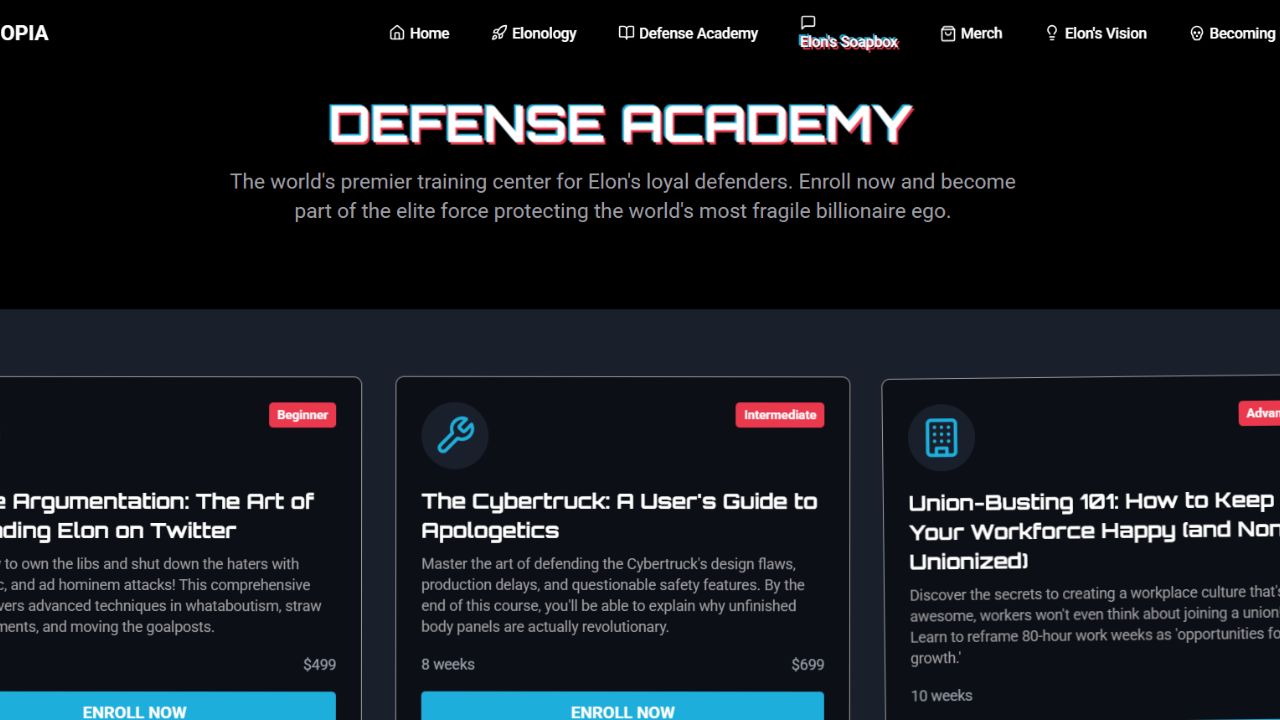 OPIA
Home
Elonology
Defense Academy
Elon's Soapbox
Merch
Elon's Vision
Becoming
DEFENSE ACADEMY
The world's premier training center for Elon's loyal defenders. Enroll now and become
part of the elite force protecting the world's most fragile billionaire ego.
Beginner
Argumentation: The Art of
ding Elon on Twitter
to own the libs and shut down the haters with
and ad hominem attacks! This comprehensive
vers advanced techniques in whataboutism, straw
ments, and moving the goalposts.
$499
ENROLL NOW
Intermediate
The Cybertruck: A User's Guide to
Apologetics
Master the art of defending the Cybertruck's design flaws,
production delays, and questionable safety features. By the
end of this course, you'll be able to explain why unfinished
body panels are actually revolutionary.
8 weeks
$699
ENROLL NOW
Advan
Union-Busting 101: How to Keep
Your Workforce Happy (and Non
Unionized)
Discover the secrets to creating a workplace culture that's
awesome, workers won't even think about joining a union
Learn to reframe 80-hour work weeks as 'opportunities fo
growth.'
10 weeks